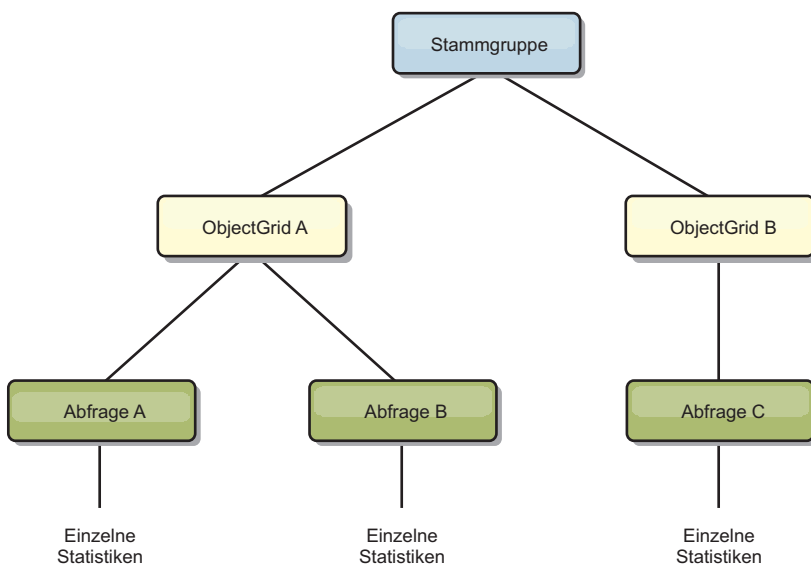 Stammgruppe
ObjectGrid A
ObjectGrid B
Abfrage A
Abfrage B
Abfrage C
Einzelne
Statistiken
Einzelne
Statistiken
Einzelne
Statistiken